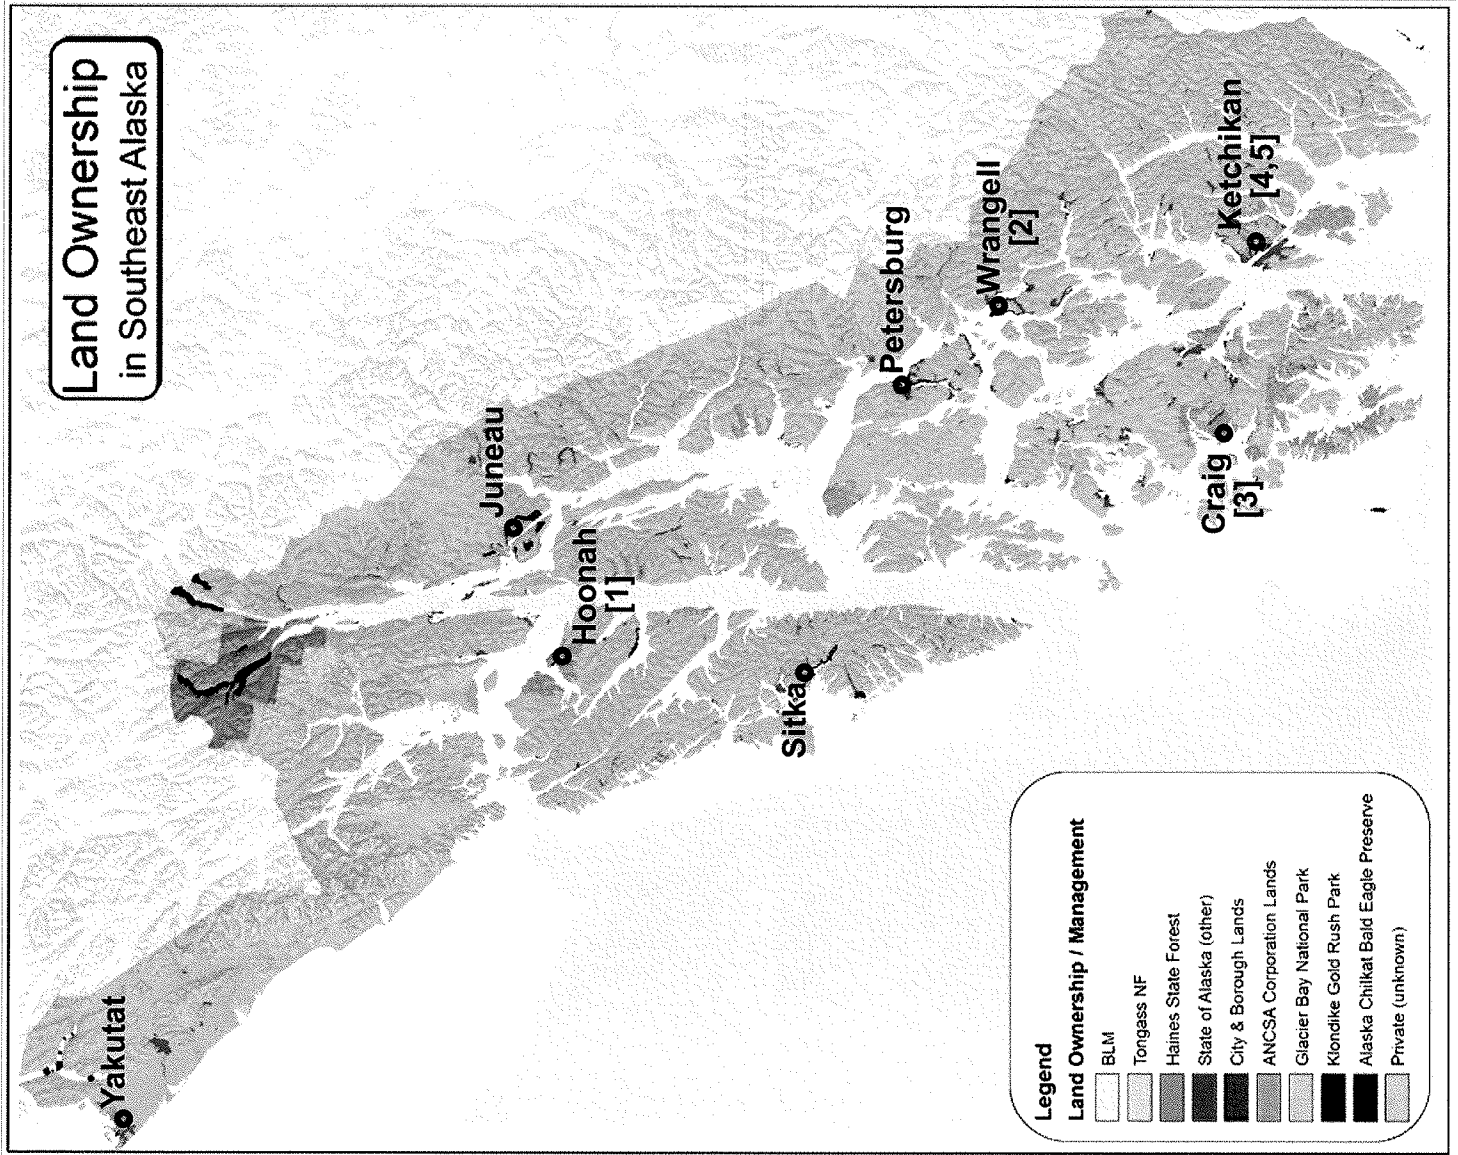 Land Ownership
in Southeast Alaska
Yakutat
Juneau
Hoonah
[1]
Sitka
Petersburg
Wrangell
[2]
Craig
[3]
Ketchikan
[4,5]
Legend
Land Ownership / Management
BLM
Tongass NF
Haines State Forest
State of Alaska (other)
City & Borough Lands
ANCSA Corporation Lands
Glacier Bay National Park
Klondike Gold Rush Park
Alaska Chilkat Bald Eagle Preserve
Private (unknown)